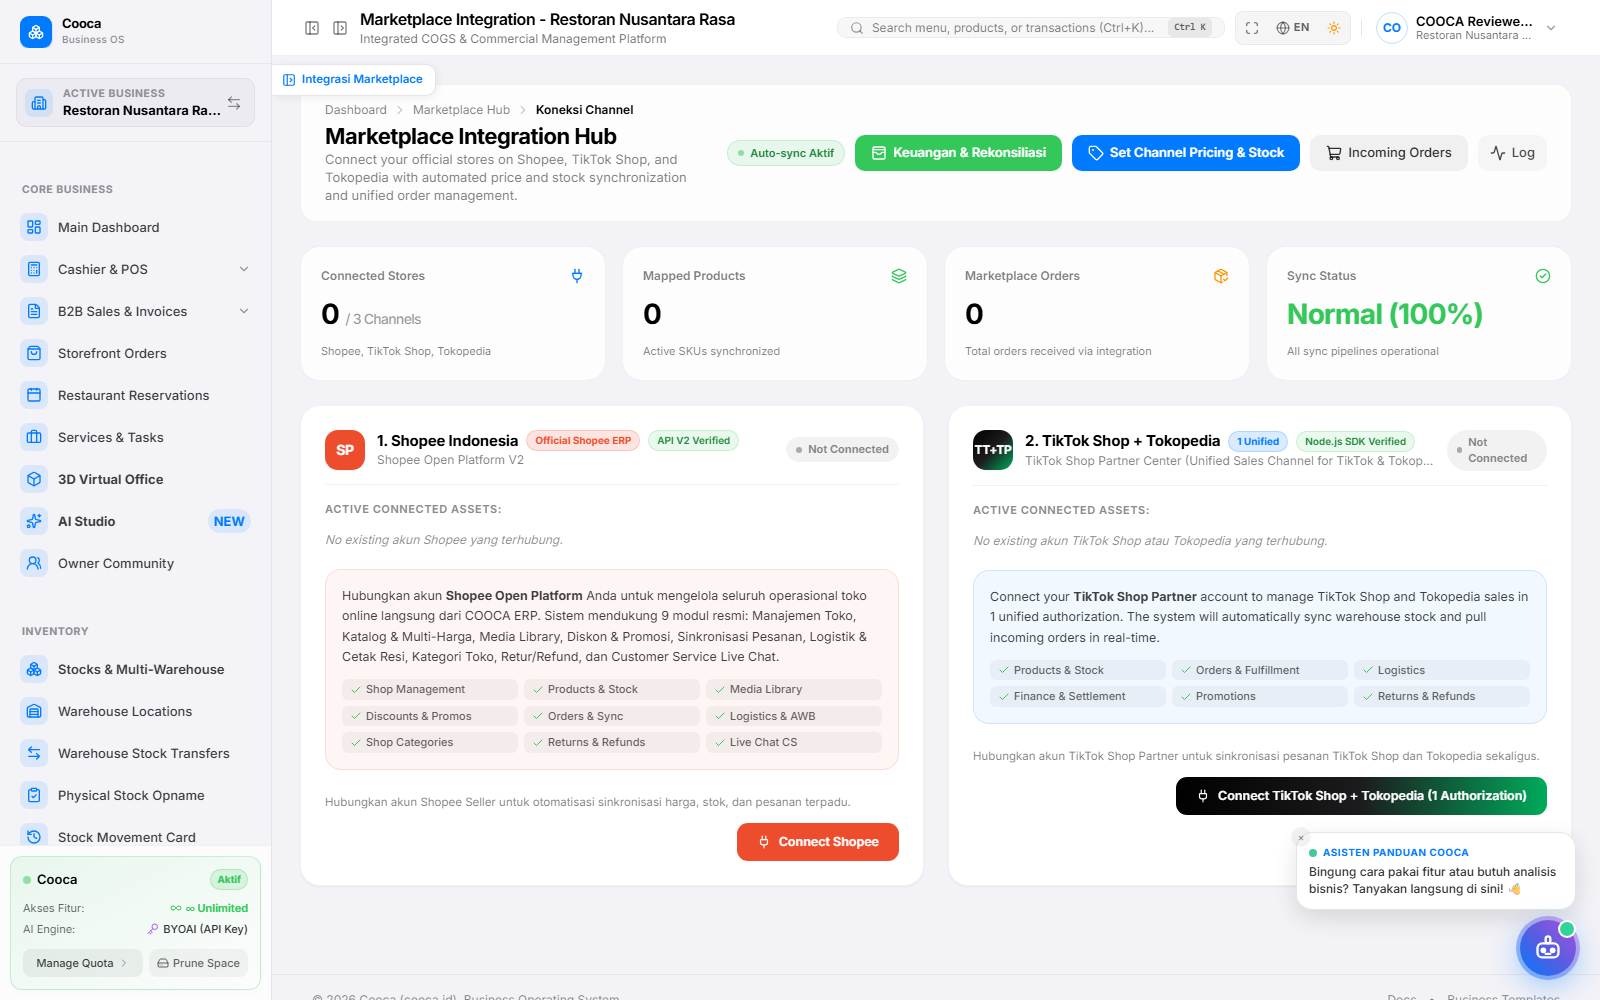 Cooca
Business OS
ACTIVE BUSINESS
Restoran Nusantara Ra...
CORE BUSINESS
Main Dashboard
Cashier & POS
B2B Sales & Invoices
Storefront Orders
Restaurant Reservations
Services & Tasks
3D Virtual Office
AI Studio
NEW
Owner Community
INVENTORY
Stocks & Multi-Warehouse
Warehouse Locations
Warehouse Stock Transfers
Physical Stock Opname
Stock Movement Card
Cooca
Aktif
Akses Fitur:
∞ Unlimited
AI Engine:
BYOAI (API Key)
Manage Quota
Prune Space
Marketplace Integration - Restoran Nusantara Rasa
Integrated COGS & Commercial Management Platform
Search menu, products, or transactions (Ctrl+K)...
Ctrl K
EN
CO
COOCA Reviewe...
Restoran Nusantara ...
Integrasi Marketplace
Dashboard
Marketplace Hub
Koneksi Channel
Marketplace Integration Hub
Connect your official stores on Shopee, TikTok Shop, and
Tokopedia with automated price and stock synchronization
and unified order management.
Auto-sync Aktif
Keuangan & Rekonsiliasi
Set Channel Pricing & Stock
Incoming Orders
Log
Connected Stores
0 / 3 Channels
Shopee, TikTok Shop, Tokopedia
Mapped Products
0
Active SKUs synchronized
Marketplace Orders
0
Total orders received via integration
Sync Status
Normal (100%)
All sync pipelines operational
SP
1. Shopee Indonesia
Official Shopee ERP
API V2 Verified
Shopee Open Platform V2
Not Connected
ACTIVE CONNECTED ASSETS:
No existing akun Shopee yang terhubung.
Hubungkan akun Shopee Open Platform Anda untuk mengelola seluruh operasional toko
online langsung dari COOCA ERP. Sistem mendukung 9 modul resmi: Manajemen Toko,
Katalog & Multi-Harga, Media Library, Diskon & Promosi, Sinkronisasi Pesanan, Logistik &
Cetak Resi, Kategori Toko, Retur/Refund, dan Customer Service Live Chat.
Shop Management
Products & Stock
Media Library
Discounts & Promos
Orders & Sync
Logistics & AWB
Shop Categories
Returns & Refunds
Live Chat CS
Hubungkan akun Shopee Seller untuk otomatisasi sinkronisasi harga, stok, dan pesanan terpadu.
Connect Shopee
TT+TP
2. TikTok Shop + Tokopedia
1 Unified
Node.js SDK Verified
TikTok Shop Partner Center (Unified Sales Channel for TikTok & Tokop...
Not
Connected
ACTIVE CONNECTED ASSETS:
No existing akun TikTok Shop atau Tokopedia yang terhubung.
Connect your TikTok Shop Partner account to manage TikTok Shop and Tokopedia sales in
1 unified authorization. The system will automatically sync warehouse stock and pull
incoming orders in real-time.
Products & Stock
Orders & Fulfillment
Logistics
Finance & Settlement
Promotions
Returns & Refunds
Hubungkan akun TikTok Shop Partner untuk sinkronisasi pesanan TikTok Shop dan Tokopedia sekaligus.
Connect TikTok Shop + Tokopedia (1 Authorization)
ASISTEN PANDUAN COOCA
Bingung cara pakai fitur atau butuh analisis
bisnis? Tanyakan langsung di sini! 👋
© 2026 Cooca (cooca.id). Business Operating System
Docs • Business Templates